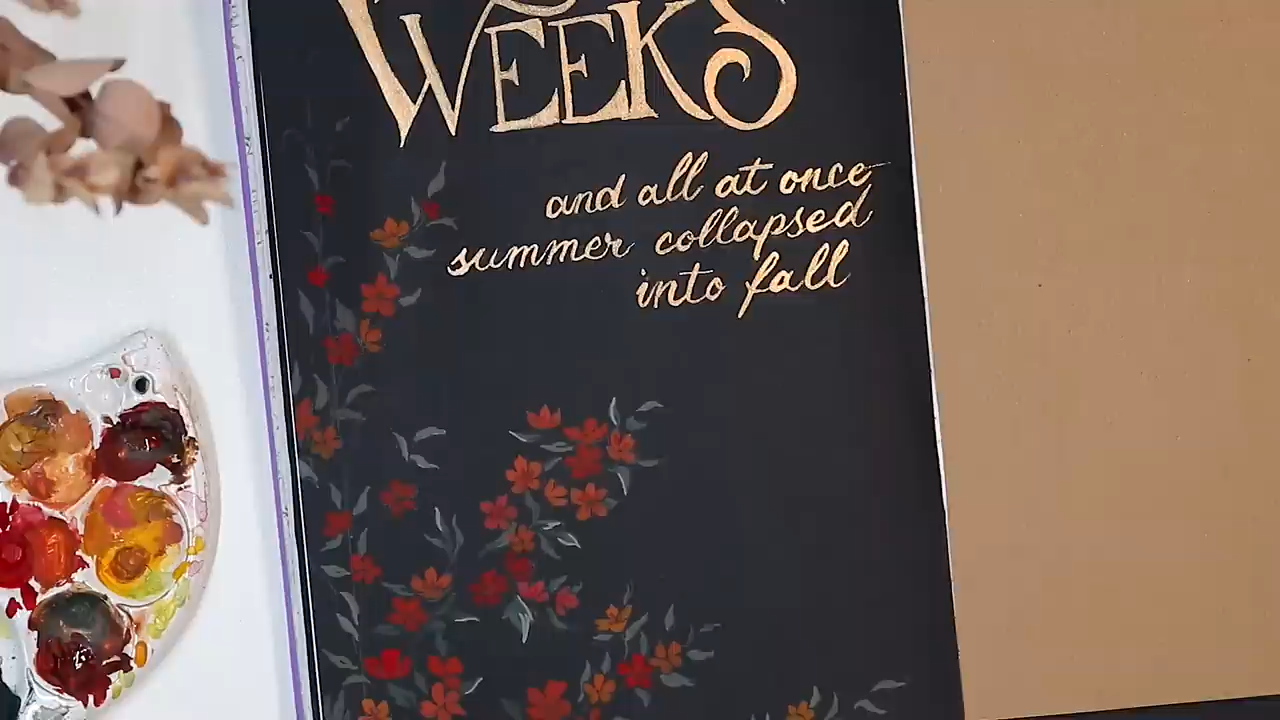 WEEKS
and all at once
summer collapsed
into fall